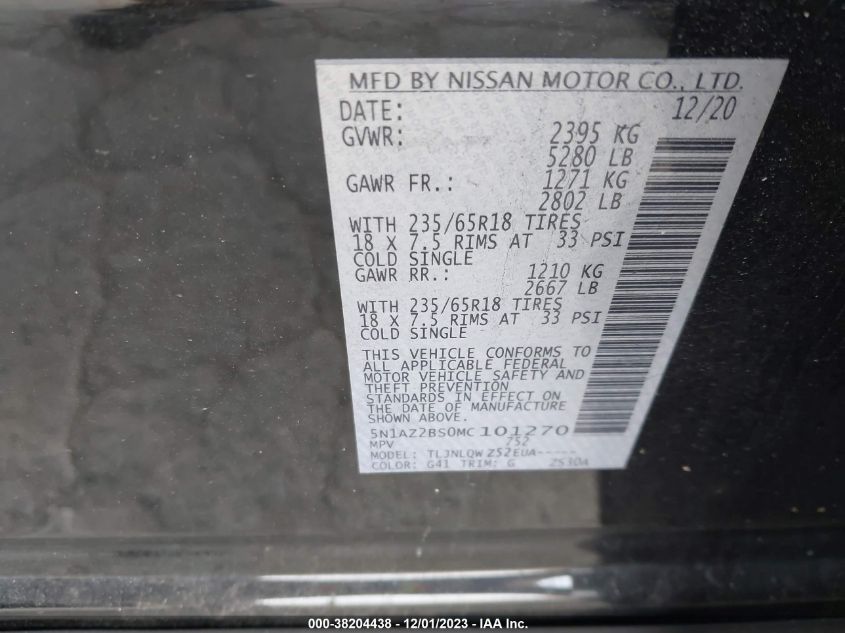 MFD BY NISSAN MOTOR CO., LTD.
DATE: 12/20
GVWR: 2395 KG
5280 LB
GAWR FR.: 1271 KG
2802 LB
WITH 235/65R18 TIRES
18 X 7.5 RIMS AT 33 PSI
COLD SINGLE
GAWR RR.: 1210 KG
2667 LB
WITH 235/65R18 TIRES
18 X 7.5 RIMS AT 33 PSI
COLD SINGLE
THIS VEHICLE CONFORMS TO
ALL APPLICABLE FEDERAL
MOTOR VEHICLE SAFETY AND
THEFT PREVENTION
STANDARDS IN EFFECT ON
THE DATE OF MANUFACTURE
SHOWN ABOVE.
5N1AZ2BS0MC101270
MPV Z52
MODEL: TLJNLQWZ52EUA-----
COLOR: G41 TRIM: G ZS30A
000-38204438 - 12/01/2023 - IAA Inc.